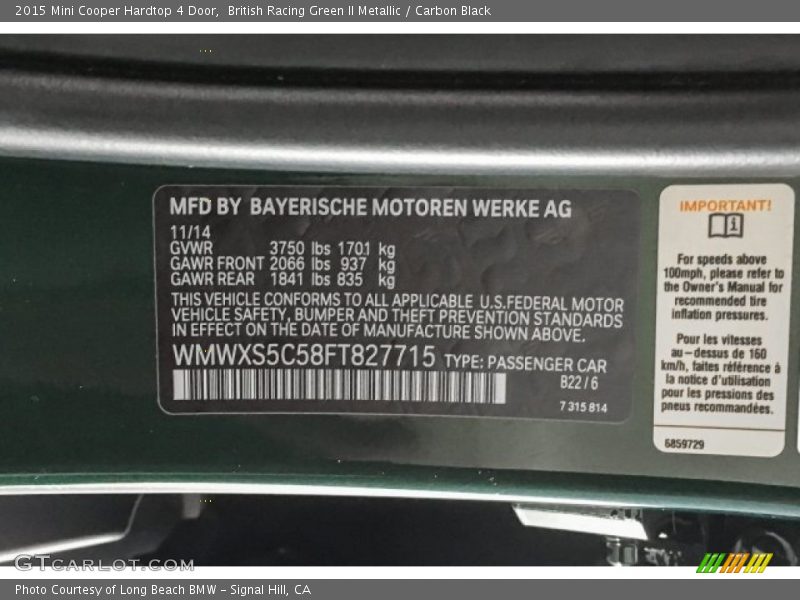 2015 Mini Cooper Hardtop 4 Door, British Racing Green II Metallic / Carbon Black
MFD BY BAYERISCHE MOTOREN WERKE AG
11/14
GVWR 3750 lbs 1701 kg
GAWR FRONT 2066 lbs 937 kg
GAWR REAR 1841 lbs 835 kg
THIS VEHICLE CONFORMS TO ALL APPLICABLE U.S.FEDERAL MOTOR
VEHICLE SAFETY, BUMPER AND THEFT PREVENTION STANDARDS
IN EFFECT ON THE DATE OF MANUFACTURE SHOWN ABOVE.
WMWXS5C58FT827715 TYPE: PASSENGER CAR
B22/6
7 315 814
IMPORTANT!
For speeds above
100mph, please refer to
the Owner's Manual for
recommended tire
inflation pressures.
Pour les vitesses
au-dessus de 160
km/h, faites référence à
la notice d'utilisation
pour les pressions des
pneus recommandées.
6859729
GTCarLot.com
Photo Courtesy of Long Beach BMW - Signal Hill, CA